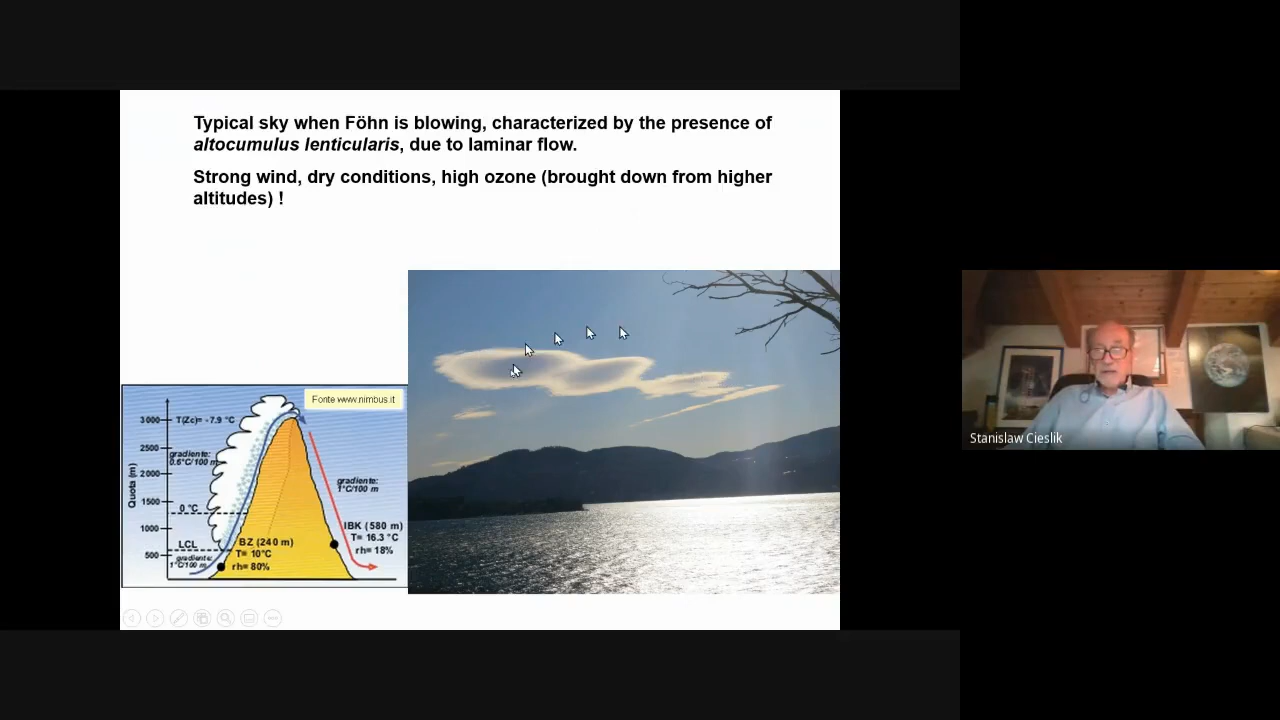 Typical sky when Föhn is blowing, characterized by the presence of
altocumulus lenticularis, due to laminar flow.
Strong wind, dry conditions, high ozone (brought down from higher
altitudes) !
Fonte www.nimbus.it
Quota (m)
3000
2500
2000
1500
1000
500
T(Zc)= -7.9 °C
gradiente:
0.6°C/100 m
0 °C
LCL
gradiente:
1°C/100 m
BZ (240 m)
T= 10°C
rh= 80%
gradiente:
1°C/100 m
IBK (580 m)
T= 16.3 °C
rh= 18%
Stanislaw Cieslik